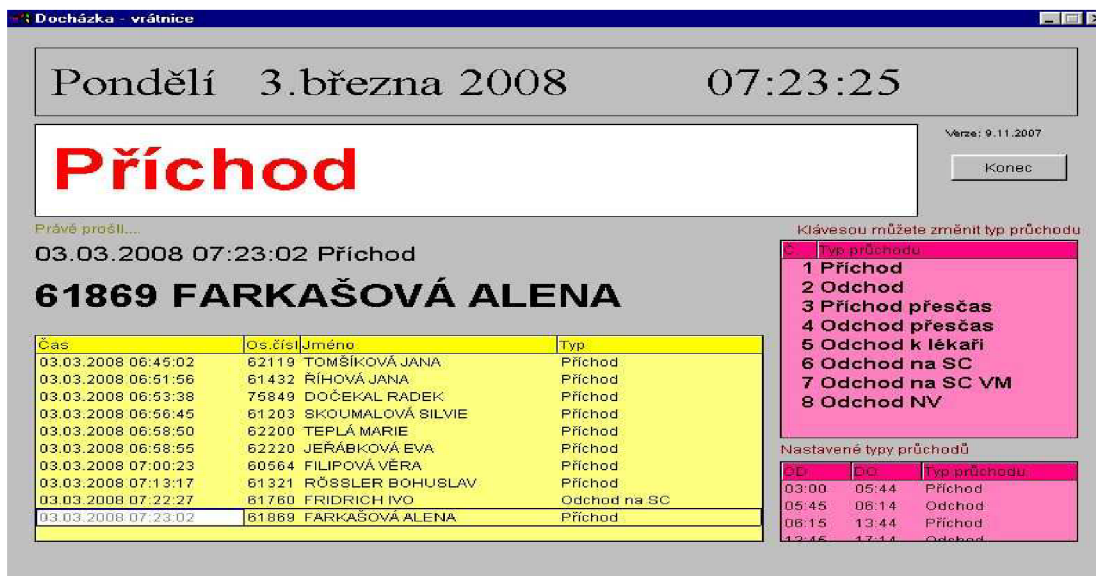 Docházka - vrátnice
Pondělí 3.března 2008 07:23:25
Verze: 9.11.2007
Příchod
Konec
Právě prošli....
03.03.2008 07:23:02 Příchod
61869 FARKAŠOVÁ ALENA
Čas Os.čísl Jméno Typ
03.03.2008 06:45:02 62119 TOMŠÍKOVÁ JANA Příchod
03.03.2008 06:51:56 61432 ŘÍHOVÁ JANA Příchod
03.03.2008 06:53:38 75849 DOČEKAL RADEK Příchod
03.03.2008 06:56:45 61203 SKOUMALOVÁ SILVIE Příchod
03.03.2008 06:58:50 62200 TEPLÁ MARIE Příchod
03.03.2008 06:58:55 62220 JEŘÁBKOVÁ EVA Příchod
03.03.2008 07:00:23 60564 FILIPOVÁ VĚRA Příchod
03.03.2008 07:13:17 61321 RÖSSLER BOHUSLAV Příchod
03.03.2008 07:22:27 61760 FRIDRICH IVO Odchod na SC
03.03.2008 07:23:02 61869 FARKAŠOVÁ ALENA Příchod
Klávesou můžete změnit typ průchodu
Č. Typ průchodu
1 Příchod
2 Odchod
3 Příchod přesčas
4 Odchod přesčas
5 Odchod k lékaři
6 Odchod na SC
7 Odchod na SC VM
8 Odchod NV
Nastavené typy průchodů
OD DO Typ průchodu
03:00 05:44 Příchod
05:45 06:14 Odchod
06:15 13:44 Příchod
13:45 17:14 Odchod